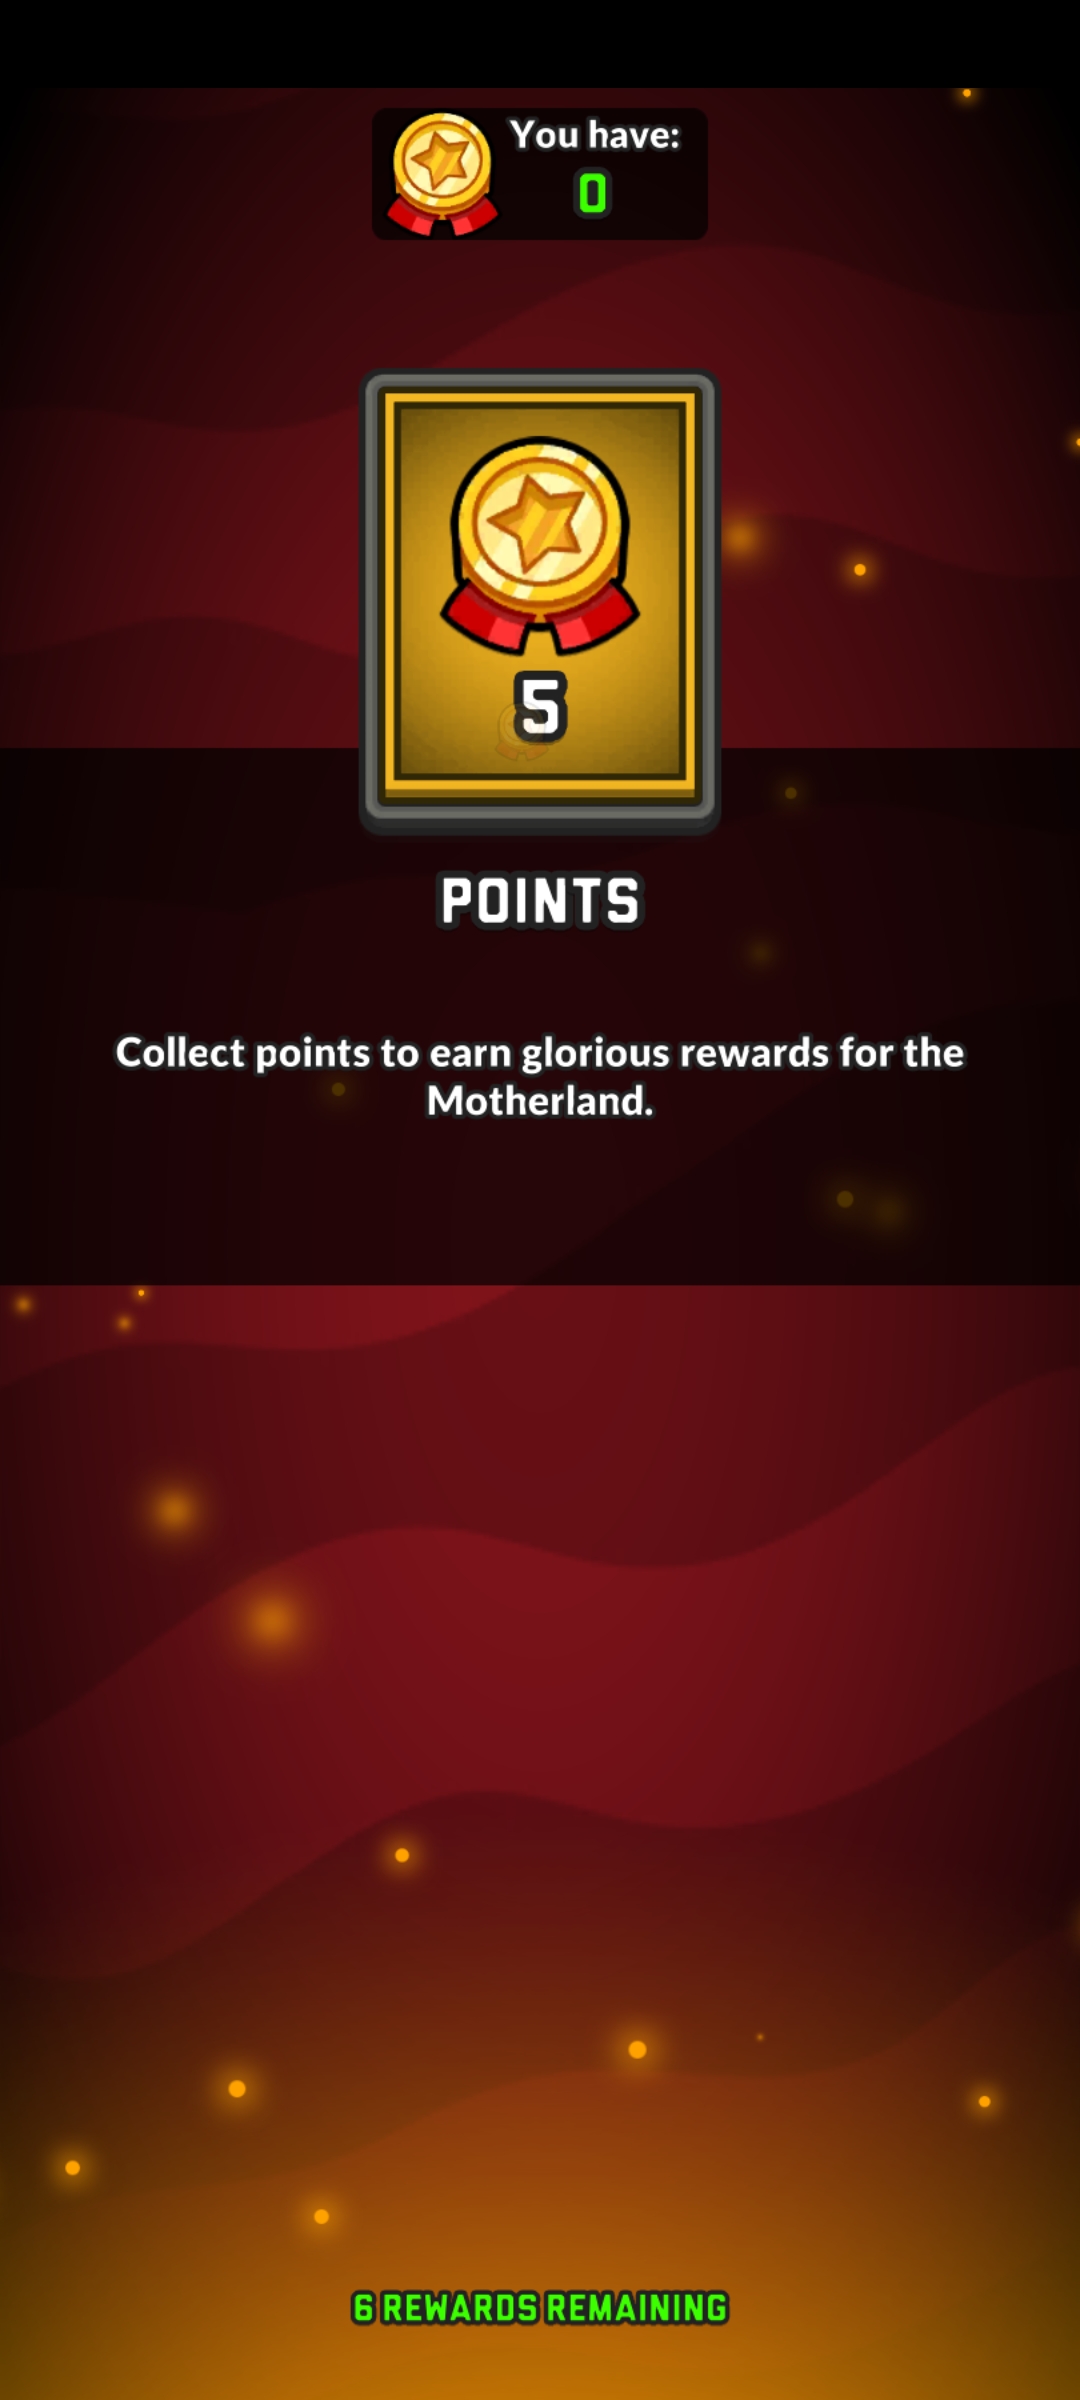 You have:
0
5
POINTS
Collect points to earn glorious rewards for the
Motherland.
6 REWARDS REMAINING